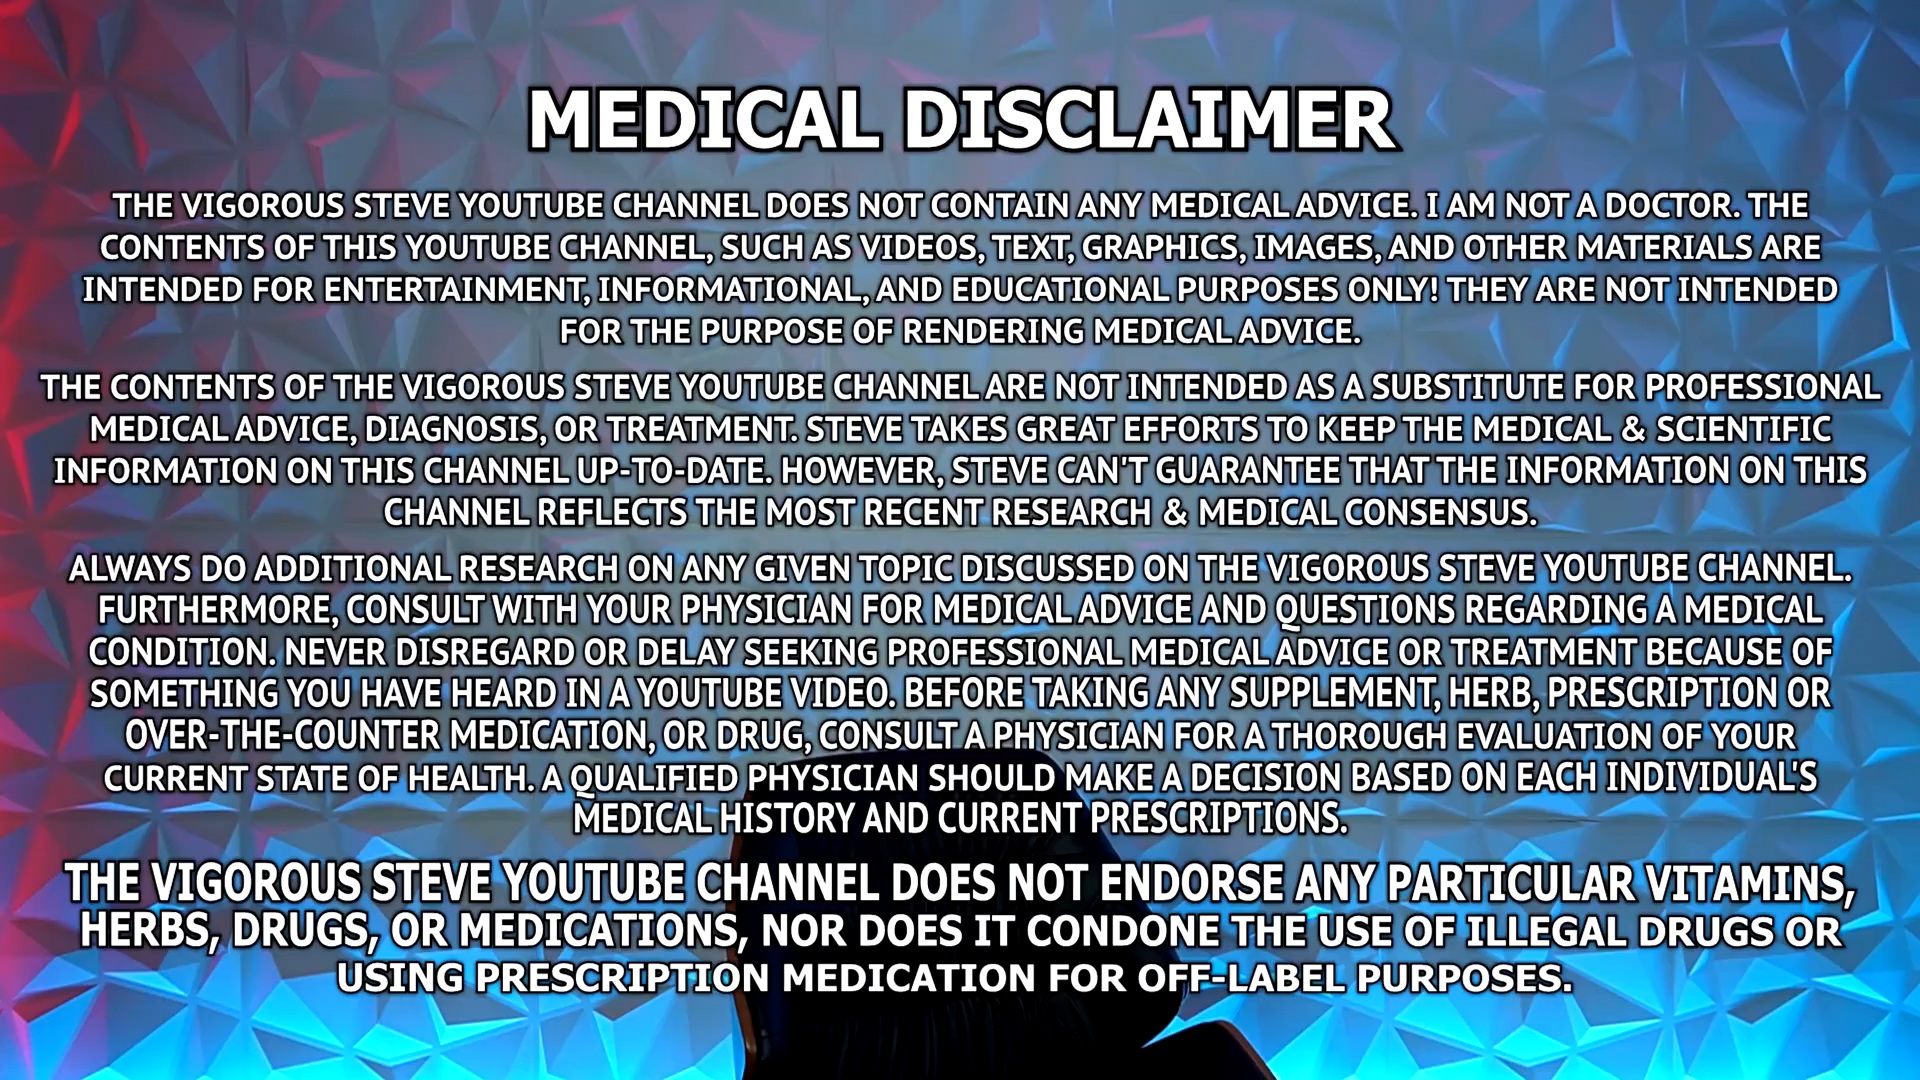 MEDICAL DISCLAIMER
THE VIGOROUS STEVE YOUTUBE CHANNEL DOES NOT CONTAIN ANY MEDICAL ADVICE. I AM NOT A DOCTOR. THE
CONTENTS OF THIS YOUTUBE CHANNEL, SUCH AS VIDEOS, TEXT, GRAPHICS, IMAGES, AND OTHER MATERIALS ARE
INTENDED FOR ENTERTAINMENT, INFORMATIONAL, AND EDUCATIONAL PURPOSES ONLY! THEY ARE NOT INTENDED
FOR THE PURPOSE OF RENDERING MEDICAL ADVICE.
THE CONTENTS OF THE VIGOROUS STEVE YOUTUBE CHANNEL ARE NOT INTENDED AS A SUBSTITUTE FOR PROFESSIONAL
MEDICAL ADVICE, DIAGNOSIS, OR TREATMENT. STEVE TAKES GREAT EFFORTS TO KEEP THE MEDICAL & SCIENTIFIC
INFORMATION ON THIS CHANNEL UP-TO-DATE. HOWEVER, STEVE CAN'T GUARANTEE THAT THE INFORMATION ON THIS
CHANNEL REFLECTS THE MOST RECENT RESEARCH & MEDICAL CONSENSUS.
ALWAYS DO ADDITIONAL RESEARCH ON ANY GIVEN TOPIC DISCUSSED ON THE VIGOROUS STEVE YOUTUBE CHANNEL.
FURTHERMORE, CONSULT WITH YOUR PHYSICIAN FOR MEDICAL ADVICE AND QUESTIONS REGARDING A MEDICAL
CONDITION. NEVER DISREGARD OR DELAY SEEKING PROFESSIONAL MEDICAL ADVICE OR TREATMENT BECAUSE OF
SOMETHING YOU HAVE HEARD IN A YOUTUBE VIDEO. BEFORE TAKING ANY SUPPLEMENT, HERB, PRESCRIPTION OR
OVER-THE-COUNTER MEDICATION, OR DRUG, CONSULT A PHYSICIAN FOR A THOROUGH EVALUATION OF YOUR
CURRENT STATE OF HEALTH. A QUALIFIED PHYSICIAN SHOULD MAKE A DECISION BASED ON EACH INDIVIDUAL'S
MEDICAL HISTORY AND CURRENT PRESCRIPTIONS.
THE VIGOROUS STEVE YOUTUBE CHANNEL DOES NOT ENDORSE ANY PARTICULAR VITAMINS,
HERBS, DRUGS, OR MEDICATIONS, NOR DOES IT CONDONE THE USE OF ILLEGAL DRUGS OR
USING PRESCRIPTION MEDICATION FOR OFF-LABEL PURPOSES.